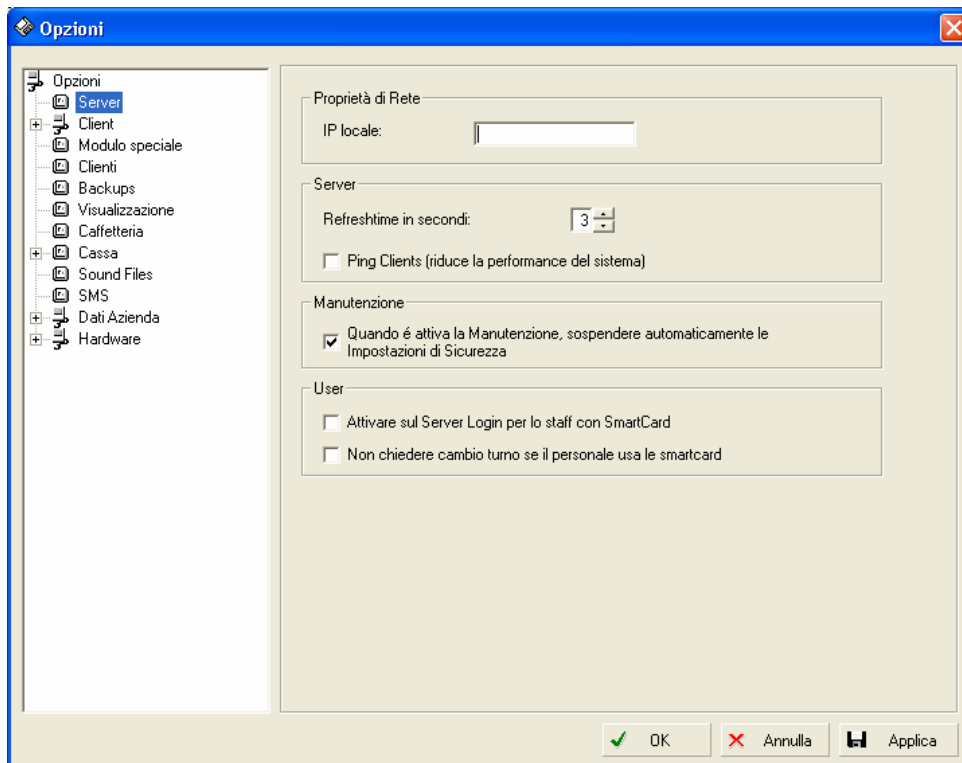 Opzioni
Opzioni
Server
Client
Modulo speciale
Clienti
Backups
Visualizzazione
Caffetteria
Cassa
Sound Files
SMS
Dati Azienda
Hardware
Proprietà di Rete
IP locale:
Server
Refreshtime in secondi:
3
Ping Clients (riduce la performance del sistema)
Manutenzione
Quando é attiva la Manutenzione, sospendere automaticamente le
Impostazioni di Sicurezza
User
Attivare sul Server Login per lo staff con SmartCard
Non chiedere cambio turno se il personale usa le smartcard
OK
Annulla
Applica